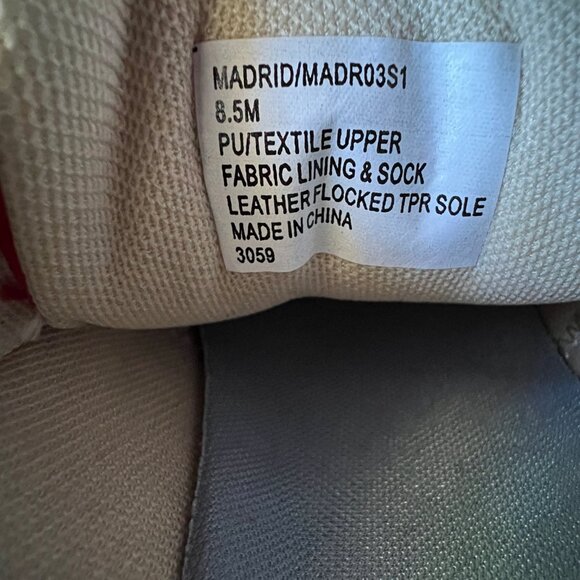 MADRID/MADR03S1
8.5M
PU/TEXTILE UPPER
FABRIC LINING & SOCK
LEATHER FLOCKED TPR SOLE
MADE IN CHINA
3059